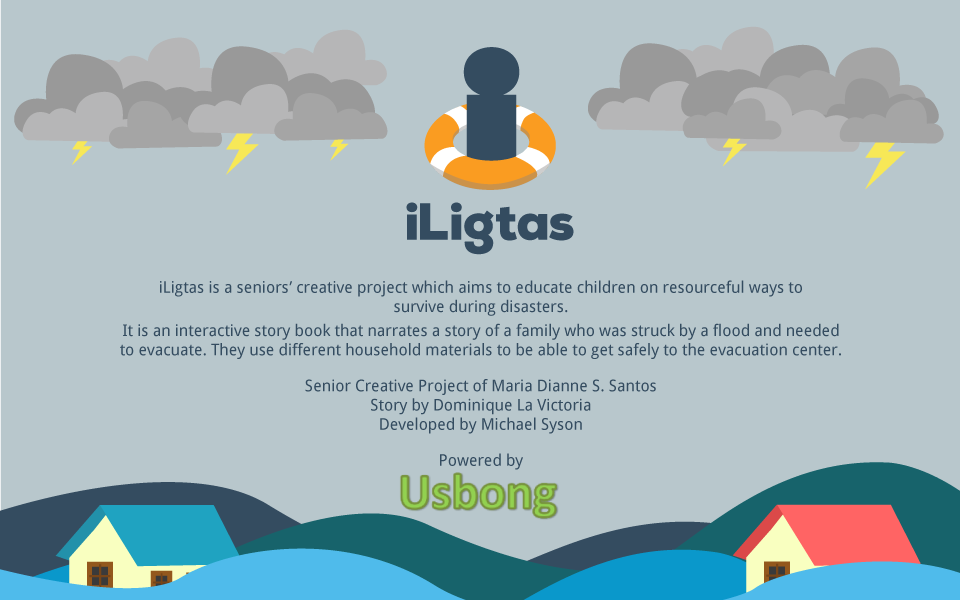 iLigtas
iLigtas is a seniors’ creative project which aims to educate children on resourceful ways to
survive during disasters.
It is an interactive story book that narrates a story of a family who was struck by a flood and needed
to evacuate. They use different household materials to be able to get safely to the evacuation center.
Senior Creative Project of Maria Dianne S. Santos
Story by Dominique La Victoria
Developed by Michael Syson
Powered by
Usbong